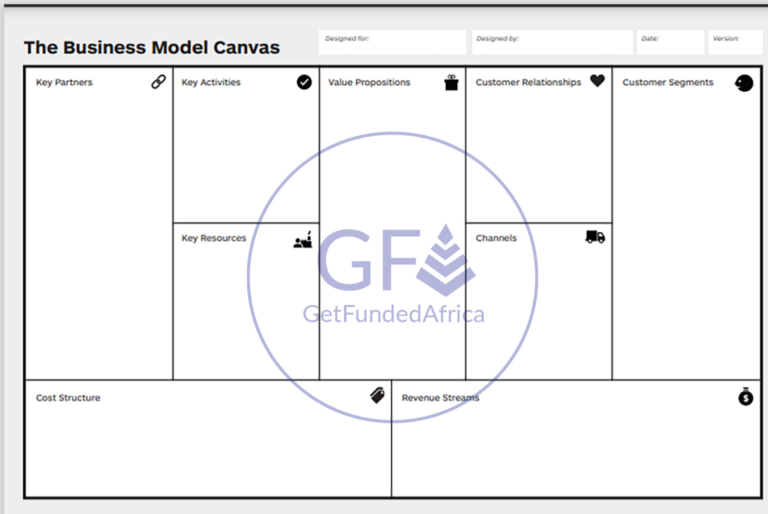 The Business Model Canvas
Designed for:
Designed by:
Date:
Version:
Key Partners
Key Activities
Value Propositions
Customer Relationships
Customer Segments
Key Resources
Channels
GF
GetFundedAfrica
Cost Structure
Revenue Streams
$